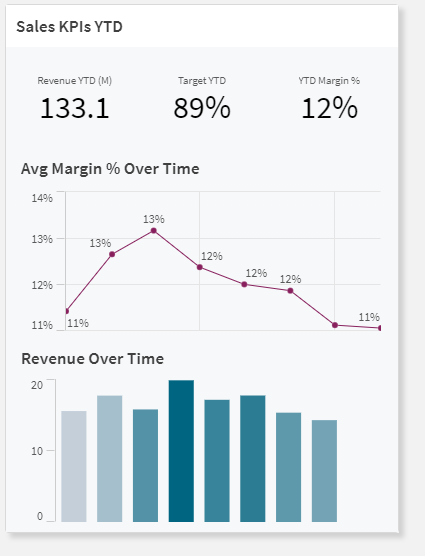 Sales KPIs YTD
Revenue YTD (M) Target YTD YTD Margin %
133.1 89% 12%
Avg Margin % Over Time
14%
13%
13%
13%
12%
12%
12%
12%
11%
11%
11%
Revenue Over Time
20
10
0